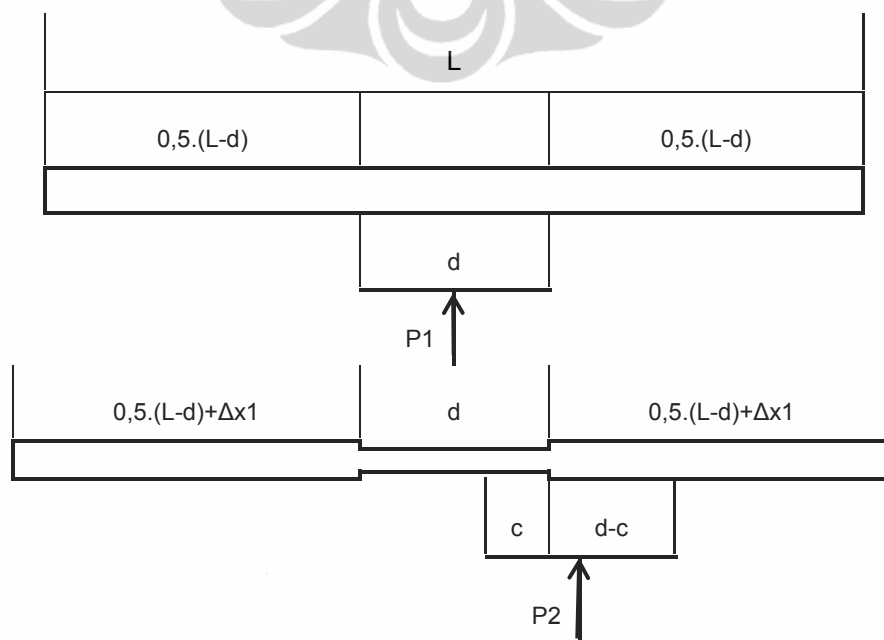 L
0,5.(L-d) 0,5.(L-d)
d
P1
0,5.(L-d)+Δx1 d 0,5.(L-d)+Δx1
c d-c
P2